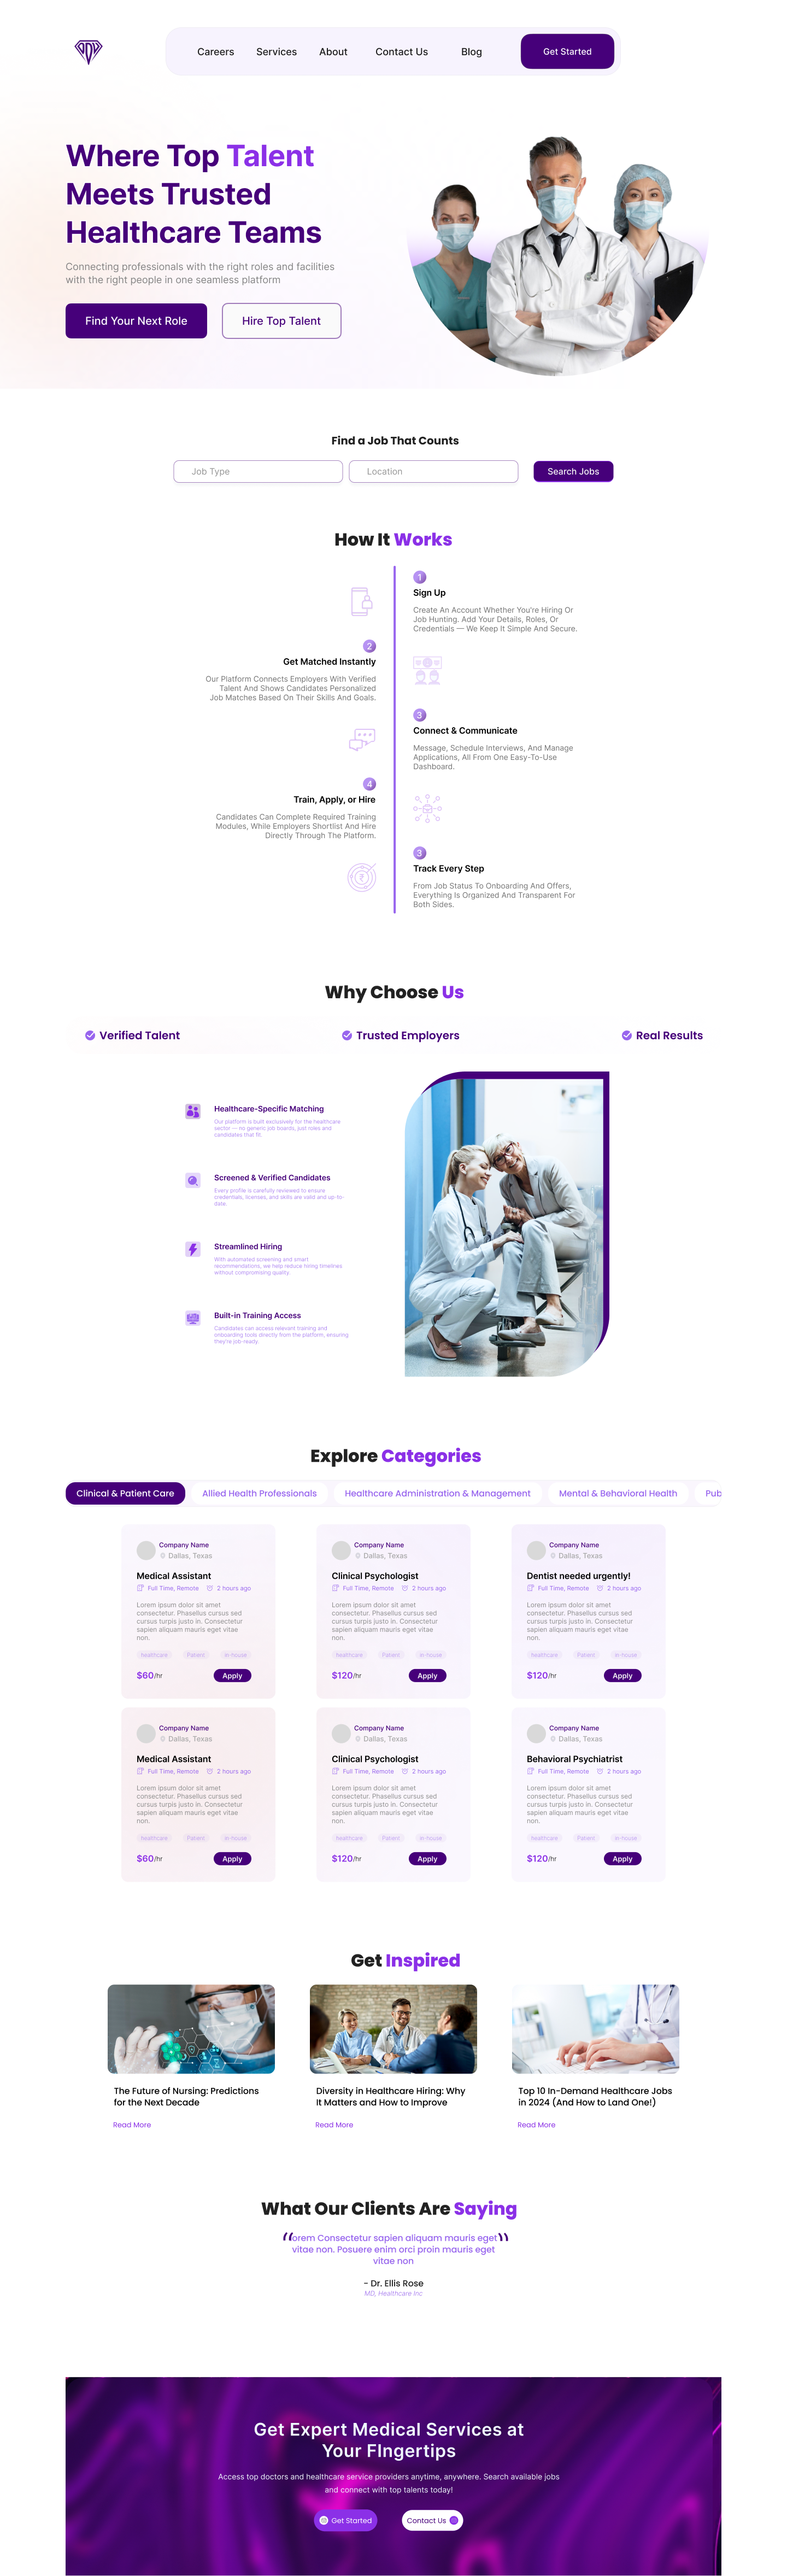 Careers Services About Contact Us Blog Get Started
Where Top Talent
Meets Trusted
Healthcare Teams
Connecting professionals with the right roles and facilities
with the right people in one seamless platform
Find Your Next Role Hire Top Talent
Find a Job That Counts
Job Type Location Search Jobs
How It Works
1
Sign Up
Create An Account Whether You're Hiring Or
Job Hunting. Add Your Details, Roles, Or
Credentials — We Keep It Simple And Secure.
2
Get Matched Instantly
Our Platform Connects Employers With Verified
Talent And Shows Candidates Personalized
Job Matches Based On Their Skills And Goals.
3
Connect & Communicate
Message, Schedule Interviews, And Manage
Applications, All From One Easy-To-Use
Dashboard.
4
Train, Apply, or Hire
Candidates Can Complete Required Training
Modules, While Employers Shortlist And Hire
Directly Through The Platform.
3
Track Every Step
From Job Status To Onboarding And Offers,
Everything Is Organized And Transparent For
Both Sides.
Why Choose Us
Verified Talent Trusted Employers Real Results
Healthcare-Specific Matching
Our platform is built exclusively for the healthcare
sector — no generic job boards, just roles and
candidates that fit.
Screened & Verified Candidates
Every profile is carefully reviewed to ensure
credentials, licenses, and skills are valid and up-to-
date.
Streamlined Hiring
With automated screening and smart
recommendations, we help reduce hiring timelines
without compromising quality.
Built-in Training Access
Candidates can access relevant training and
onboarding tools directly from the platform, ensuring
they're job-ready.
Explore Categories
Clinical & Patient Care Allied Health Professionals Healthcare Administration & Management Mental & Behavioral Health Pub
Company Name
Dallas, Texas
Medical Assistant
Full Time, Remote 2 hours ago
Lorem ipsum dolor sit amet
consectetur. Phasellus cursus sed
cursus turpis justo in. Consectetur
sapien aliquam mauris eget vitae
non.
healthcare Patient in-house
$60/hr Apply
Company Name
Dallas, Texas
Clinical Psychologist
Full Time, Remote 2 hours ago
Lorem ipsum dolor sit amet
consectetur. Phasellus cursus sed
cursus turpis justo in. Consectetur
sapien aliquam mauris eget vitae
non.
healthcare Patient in-house
$120/hr Apply
Company Name
Dallas, Texas
Dentist needed urgently!
Full Time, Remote 2 hours ago
Lorem ipsum dolor sit amet
consectetur. Phasellus cursus sed
cursus turpis justo in. Consectetur
sapien aliquam mauris eget vitae
non.
healthcare Patient in-house
$120/hr Apply
Company Name
Dallas, Texas
Medical Assistant
Full Time, Remote 2 hours ago
Lorem ipsum dolor sit amet
consectetur. Phasellus cursus sed
cursus turpis justo in. Consectetur
sapien aliquam mauris eget vitae
non.
healthcare Patient in-house
$60/hr Apply
Company Name
Dallas, Texas
Clinical Psychologist
Full Time, Remote 2 hours ago
Lorem ipsum dolor sit amet
consectetur. Phasellus cursus sed
cursus turpis justo in. Consectetur
sapien aliquam mauris eget vitae
non.
healthcare Patient in-house
$120/hr Apply
Company Name
Dallas, Texas
Behavioral Psychiatrist
Full Time, Remote 2 hours ago
Lorem ipsum dolor sit amet
consectetur. Phasellus cursus sed
cursus turpis justo in. Consectetur
sapien aliquam mauris eget vitae
non.
healthcare Patient in-house
$120/hr Apply
Get Inspired
The Future of Nursing: Predictions
for the Next Decade
Read More
Diversity in Healthcare Hiring: Why
It Matters and How to Improve
Read More
Top 10 In-Demand Healthcare Jobs
in 2024 (And How to Land One!)
Read More
What Our Clients Are Saying
"orem Consectetur sapien aliquam mauris eget"
vitae non. Posuere enim orci proin mauris eget
vitae non
- Dr. Ellis Rose
MD, Healthcare Inc
Get Expert Medical Services at
Your FIngertips
Access top doctors and healthcare service providers anytime, anywhere. Search available jobs
and connect with top talents today!
Get Started Contact Us